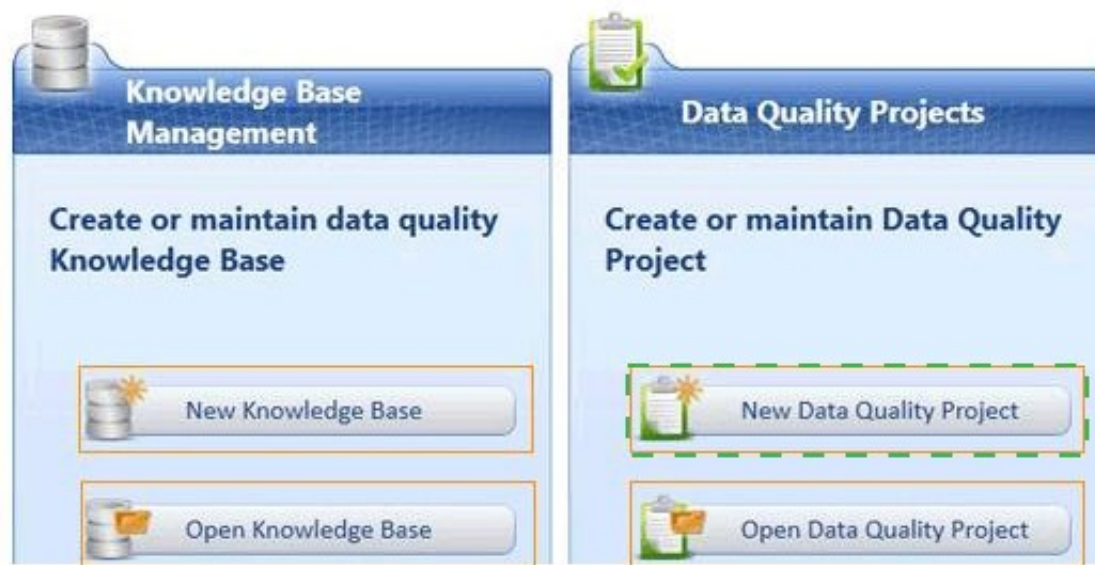 Knowledge Base
Management
Create or maintain data quality
Knowledge Base
New Knowledge Base
Open Knowledge Base
Data Quality Projects
Create or maintain Data Quality
Project
New Data Quality Project
Open Data Quality Project